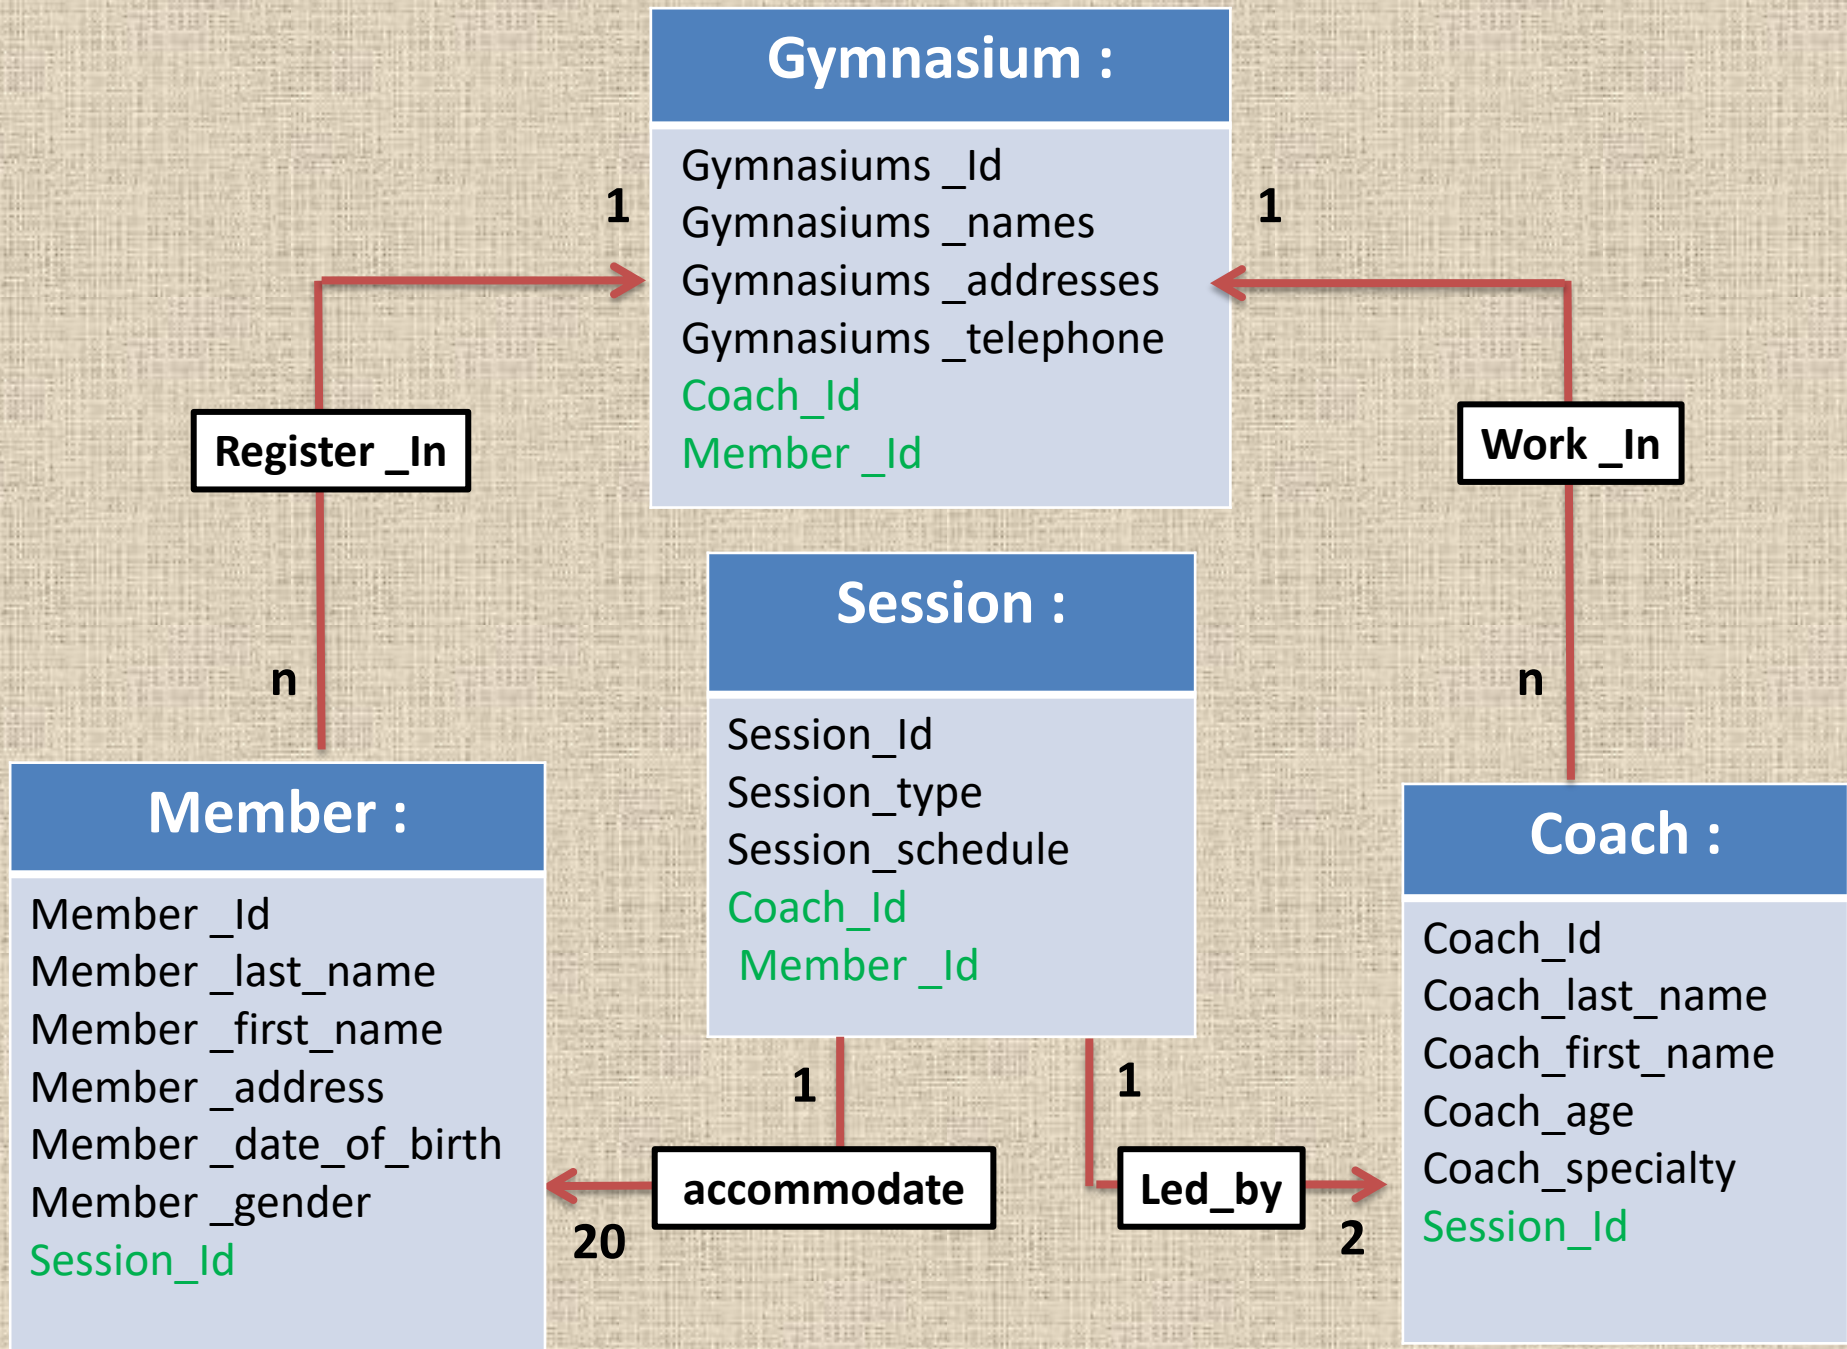 Gymnasium :
Gymnasiums _Id
Gymnasiums _names
Gymnasiums _addresses
Gymnasiums _telephone
Coach_Id
Member _Id
1
1
Register _In
Work _In
n
n
Session :
Session_Id
Session_type
Session_schedule
Coach_Id
Member _Id
Member :
Member _Id
Member _last_name
Member _first_name
Member _address
Member _date_of_birth
Member _gender
Session_Id
Coach :
Coach_Id
Coach_last_name
Coach_first_name
Coach_age
Coach_specialty
Session_Id
1
1
accommodate
Led_by
20
2